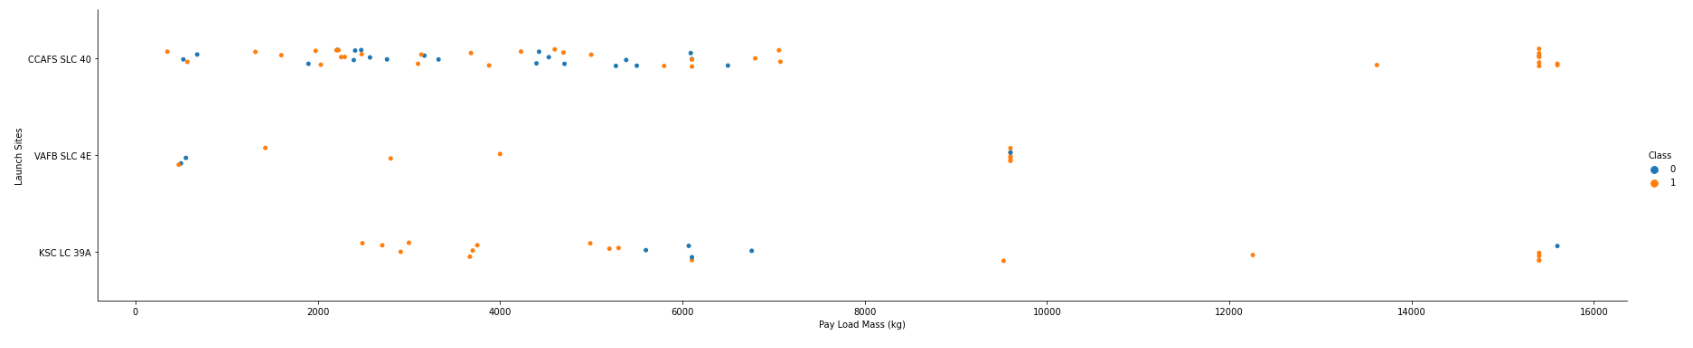 CCAFS SLC 40
VAFB SLC 4E
KSC LC 39A
Launch Sites
0 2000 4000 6000 8000 10000 12000 14000 16000
Pay Load Mass (kg)
Class
0
1